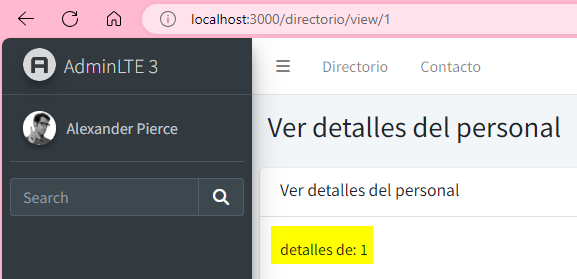 localhost:3000/directorio/view/1
AdminLTE 3
Directorio Contacto
Alexander Pierce
Ver detalles del personal
Search
Ver detalles del personal
detalles de: 1